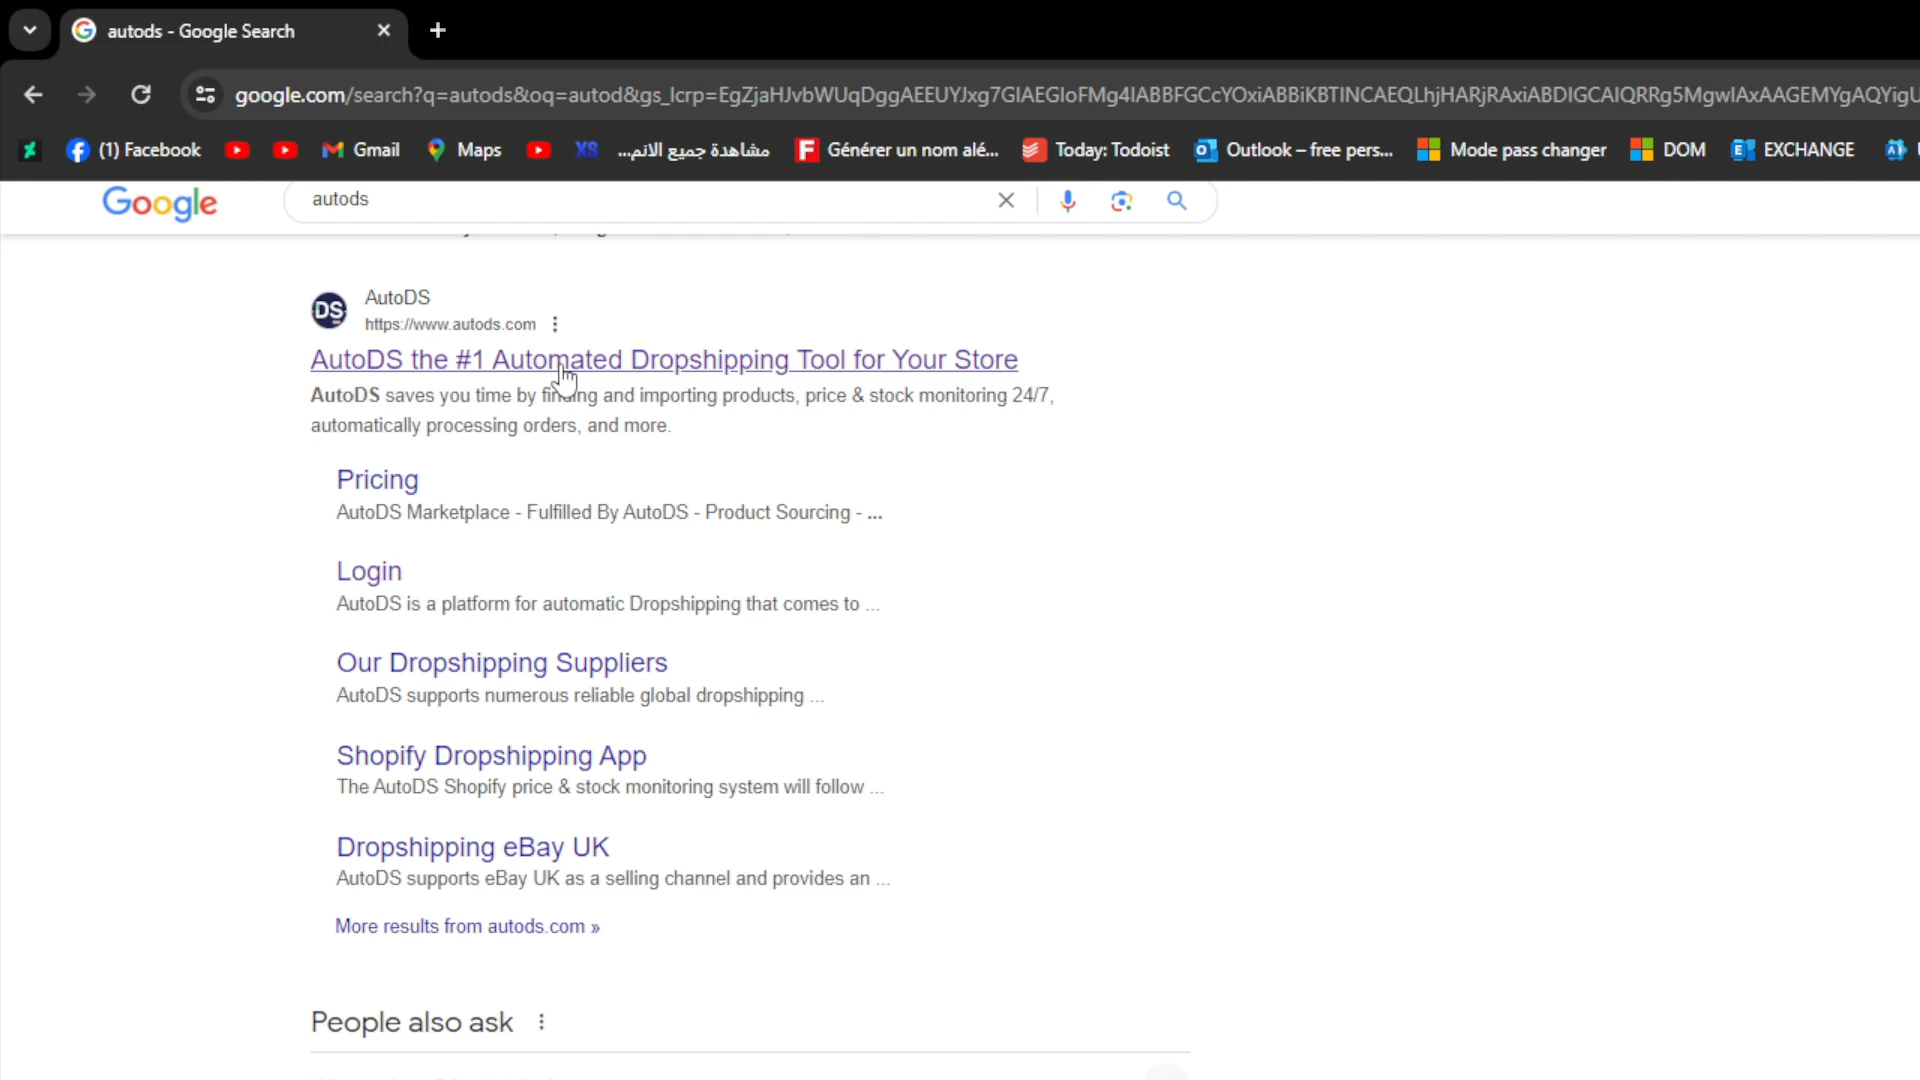 autods - Google Search
google.com/search?q=autods&oq=autod&gs_lcrp=EgZjaHJvbWUqDggAEEUYJxg7GIAEGIoFMg4IABBFGCcYOxiABBiKBTINCAEQLhjHARjRAxiABDIGCAIQRRg5MgwIAxAAGEMYgAQYigU
(1) Facebook
Gmail
Maps
XS
مشاهدة جميع الانم...
Générer un nom alé...
Today: Todoist
Outlook – free pers...
Mode pass changer
DOM
EXCHANGE
Google
autods
DS
AutoDS
https://www.autods.com
AutoDS the #1 Automated Dropshipping Tool for Your Store
AutoDS saves you time by finding and importing products, price & stock monitoring 24/7,
automatically processing orders, and more.
Pricing
AutoDS Marketplace - Fulfilled By AutoDS - Product Sourcing - ...
Login
AutoDS is a platform for automatic Dropshipping that comes to ...
Our Dropshipping Suppliers
AutoDS supports numerous reliable global dropshipping ...
Shopify Dropshipping App
The AutoDS Shopify price & stock monitoring system will follow ...
Dropshipping eBay UK
AutoDS supports eBay UK as a selling channel and provides an ...
More results from autods.com »
People also ask